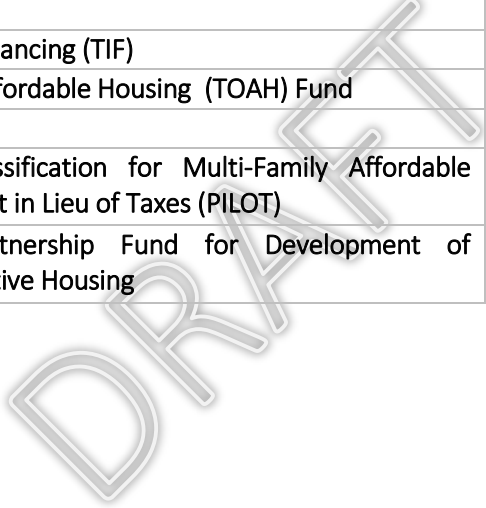 ancing (TIF)
fordable Housing (TOAH) Fund
ssification for Multi-Family Affordable
t in Lieu of Taxes (PILOT)
tnership Fund for Development of
tive Housing
DRAFT